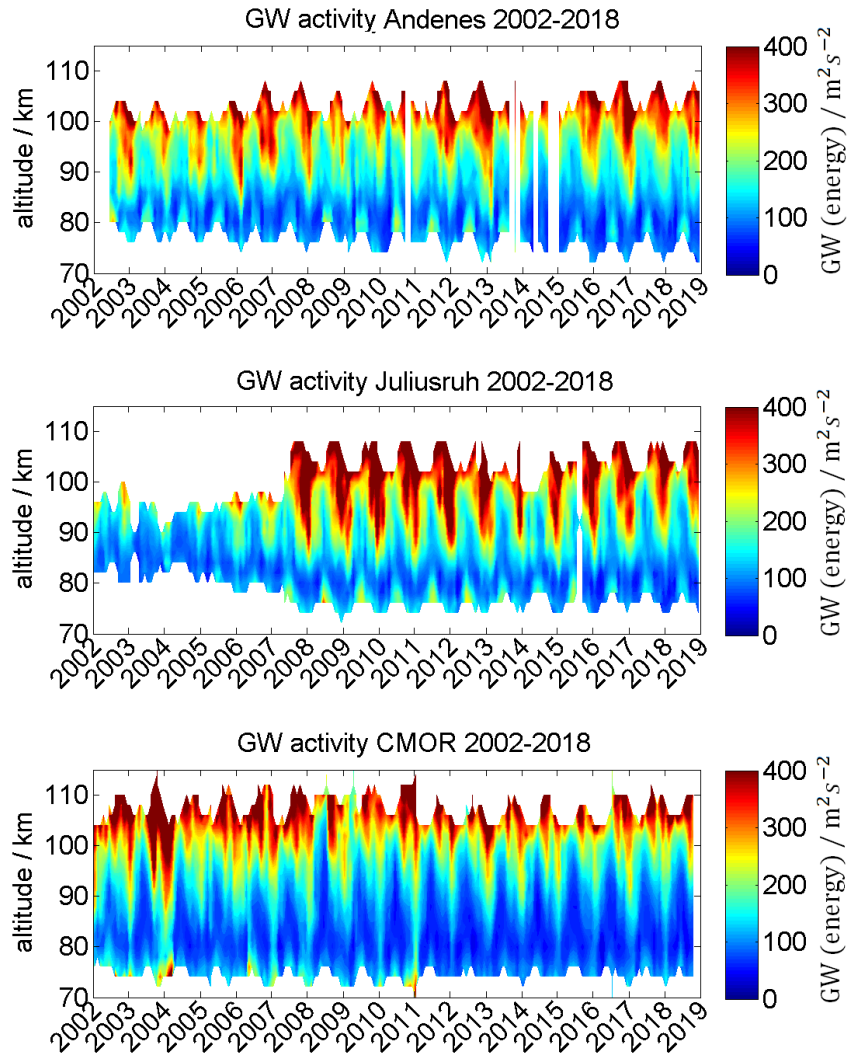 GW activity Andenes 2002-2018
altitude / km
110
100
90
80
70
2002 2003 2004 2005 2006 2007 2008 2009 2010 2011 2012 2013 2014 2015 2016 2017 2018 2019
400
300
200
100
0
GW (energy) / m²s⁻²
GW activity Juliusruh 2002-2018
altitude / km
110
100
90
80
70
2002 2003 2004 2005 2006 2007 2008 2009 2010 2011 2012 2013 2014 2015 2016 2017 2018 2019
400
300
200
100
0
GW (energy) / m²s⁻²
GW activity CMOR 2002-2018
altitude / km
110
100
90
80
70
2002 2003 2004 2005 2006 2007 2008 2009 2010 2011 2012 2013 2014 2015 2016 2017 2018 2019
400
300
200
100
0
GW (energy) / m²s⁻²